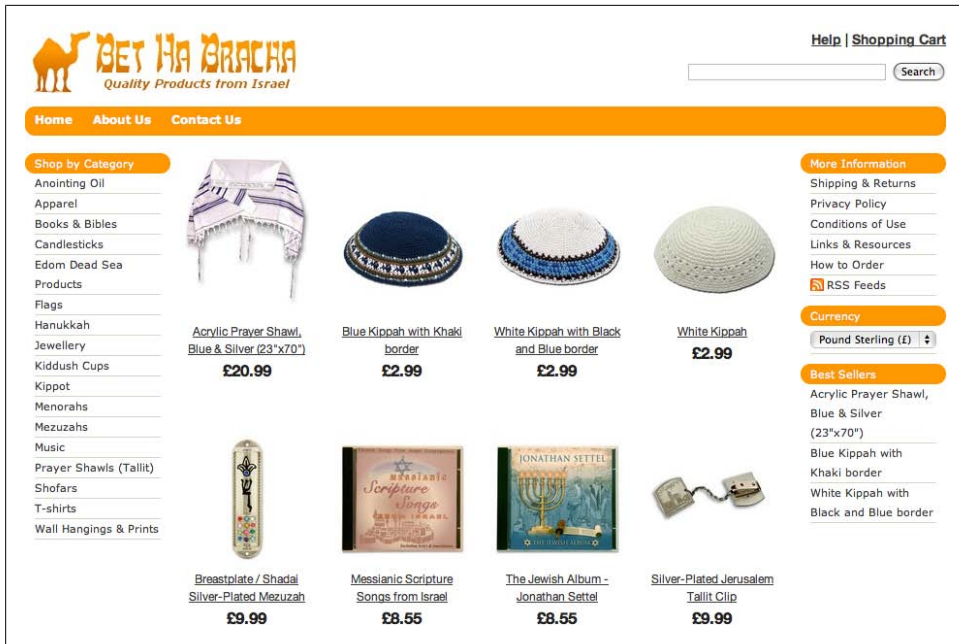 BET HA BRACHA
Quality Products from Israel
Help | Shopping Cart
Search
Home About Us Contact Us
Shop by Category
Anointing Oil
Apparel
Books & Bibles
Candlesticks
Edom Dead Sea
Products
Flags
Hanukkah
Jewellery
Kiddush Cups
Kippot
Menorahs
Mezuzahs
Music
Prayer Shawls (Tallit)
Shofars
T-shirts
Wall Hangings & Prints
Acrylic Prayer Shawl,
Blue & Silver (23"x70")
£20.99
Blue Kippah with Khaki
border
£2.99
White Kippah with Black
and Blue border
£2.99
White Kippah
£2.99
Breastplate / Shadai
Silver-Plated Mezuzah
£9.99
MESSIANIC
Scripture
Songs
FROM ISRAEL
Messianic Scripture
Songs from Israel
£8.55
JONATHAN SETTEL
THE JEWISH ALBUM
The Jewish Album -
Jonathan Settel
£8.55
Silver-Plated Jerusalem
Tallit Clip
£9.99
More Information
Shipping & Returns
Privacy Policy
Conditions of Use
Links & Resources
How to Order
RSS Feeds
Currency
Pound Sterling (£)
Best Sellers
Acrylic Prayer Shawl,
Blue & Silver
(23"x70")
Blue Kippah with
Khaki border
White Kippah with
Black and Blue border